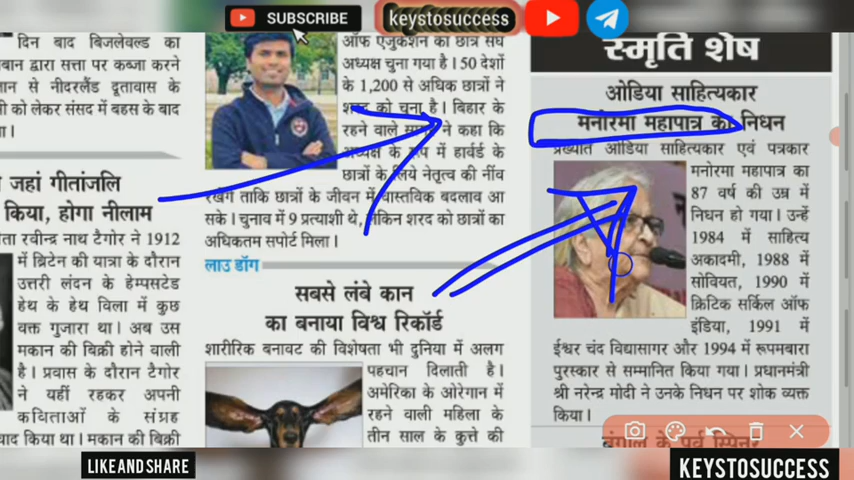 SUBSCRIBE
keystosuccess
दिन बाद बिजलेवर्ल्ड का
द्वारा सत्ता पर कब्जा करने
से नीदरलैंड दूतावास के
को लेकर संसद में बहस के बाद
जहां गीतांजलि
किया, होगा नीलाम
रवीन्द्र नाथ टैगोर ने 1912
में ब्रिटेन की यात्रा के दौरान
उत्तरी लंदन के हेम्पस्टेड
हेथ के हेथ विला में कुछ
वक्त गुजारा था। अब उस
मकान की बिक्री होने वाली
है। प्रवास के दौरान टैगोर
ने यहीं रहकर अपनी
कविताओं के संग्रह
किया था। मकान की बिक्री
ऑफ एजुकेशन का छात्र संघ
अध्यक्ष चुना गया है। 50 देशों
के 1,200 से अधिक छात्रों ने
शरद को चुना है। बिहार के
रहने वाले ने कहा कि
अध्यक्ष के रूप में हार्वर्ड के
छात्रों के लिये नेतृत्व की नींव
रखेंगे ताकि छात्रों के जीवन में वास्तविक बदलाव आ
सके। चुनाव में 9 प्रत्याशी थे, लेकिन शरद को छात्रों का
अधिकतम सपोर्ट मिला।
लाउ डॉग
सबसे लंबे कान
का बनाया विश्व रिकॉर्ड
शारीरिक बनावट की विशेषता भी दुनिया में अलग
पहचान दिलाती है।
अमेरिका के ओरेगान में
रहने वाली महिला के
तीन साल के कुत्ते की
स्मृति शेष
ओडिया साहित्यकार
मनोरमा महापात्र का निधन
प्रख्यात ओडिया साहित्यकार एवं पत्रकार
मनोरमा महापात्र का
87 वर्ष की उम्र में
निधन हो गया। उन्हें
1984 में साहित्य
अकादमी, 1988 में
सोवियत, 1990 में
क्रिटिक सर्किल ऑफ
इंडिया, 1991 में
ईश्वर चंद विद्यासागर और 1994 में रूपमबारा
पुरस्कार से सम्मानित किया गया। प्रधानमंत्री
श्री नरेन्द्र मोदी ने उनके निधन पर शोक व्यक्त
किया।
बंगाल के पूर्व स्पिनर
LIKE AND SHARE
KEYSTOSUCCESS